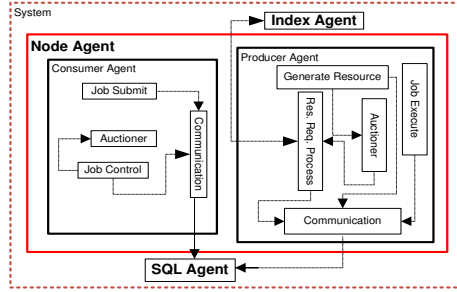 System
Index Agent
Node Agent
Consumer Agent
Job Submit
Auctioner
Job Control
Communication
Producer Agent
Generate Resource
Res. Req. Process
Auctioner
Job Execute
Communication
SQL Agent